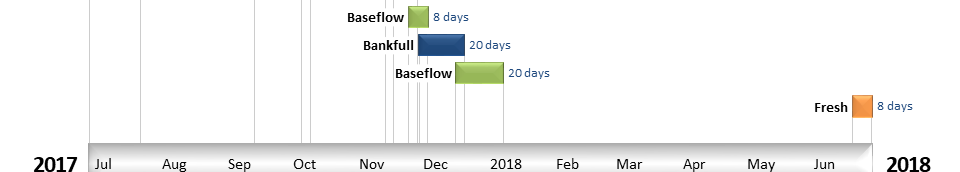 Baseflow 8 days
Bankfull 20 days
Baseflow 20 days
Fresh 8 days
2017 Jul Aug Sep Oct Nov Dec 2018 Feb Mar Apr May Jun 2018